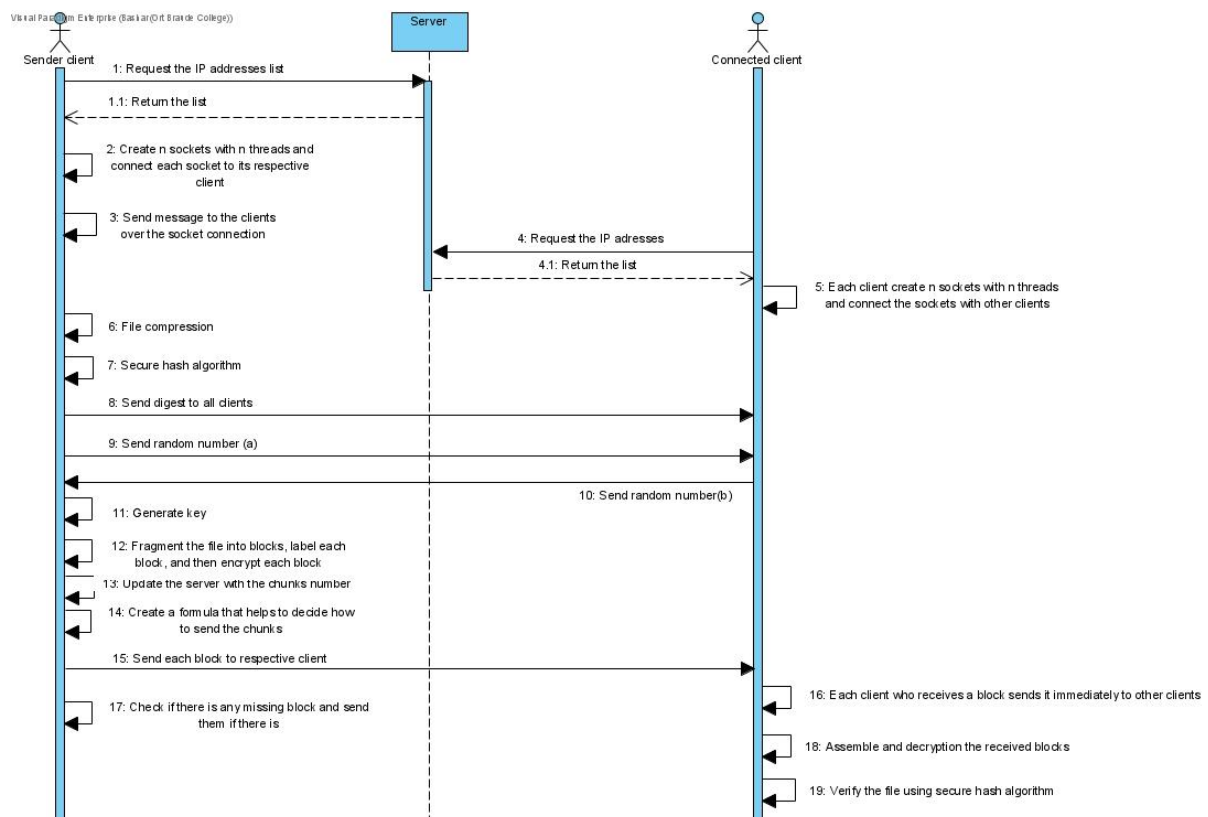 Visual Paradigm Enterprise (Baskar(Ort Braude College))
Server
Sender client
Connected client
1: Request the IP addresses list
1.1: Return the list
2: Create n sockets with n threads and
connect each socket to its respective
client
3: Send message to the clients
over the socket connection
4: Request the IP adresses
4.1: Return the list
5: Each client create n sockets with n threads
and connect the sockets with other clients
6: File compression
7: Secure hash algorithm
8: Send digest to all clients
9: Send random number (a)
10: Send random number(b)
11: Generate key
12: Fragment the file into blocks, label each
block, and then encrypt each block
13: Update the server with the chunks number
14: Create a formula that helps to decide how
to send the chunks
15: Send each block to respective client
16: Each client who receives a block sends it immediately to other clients
17: Check if there is any missing block and send
them if there is
18: Assemble and decryption the received blocks
19: Verify the file using secure hash algorithm